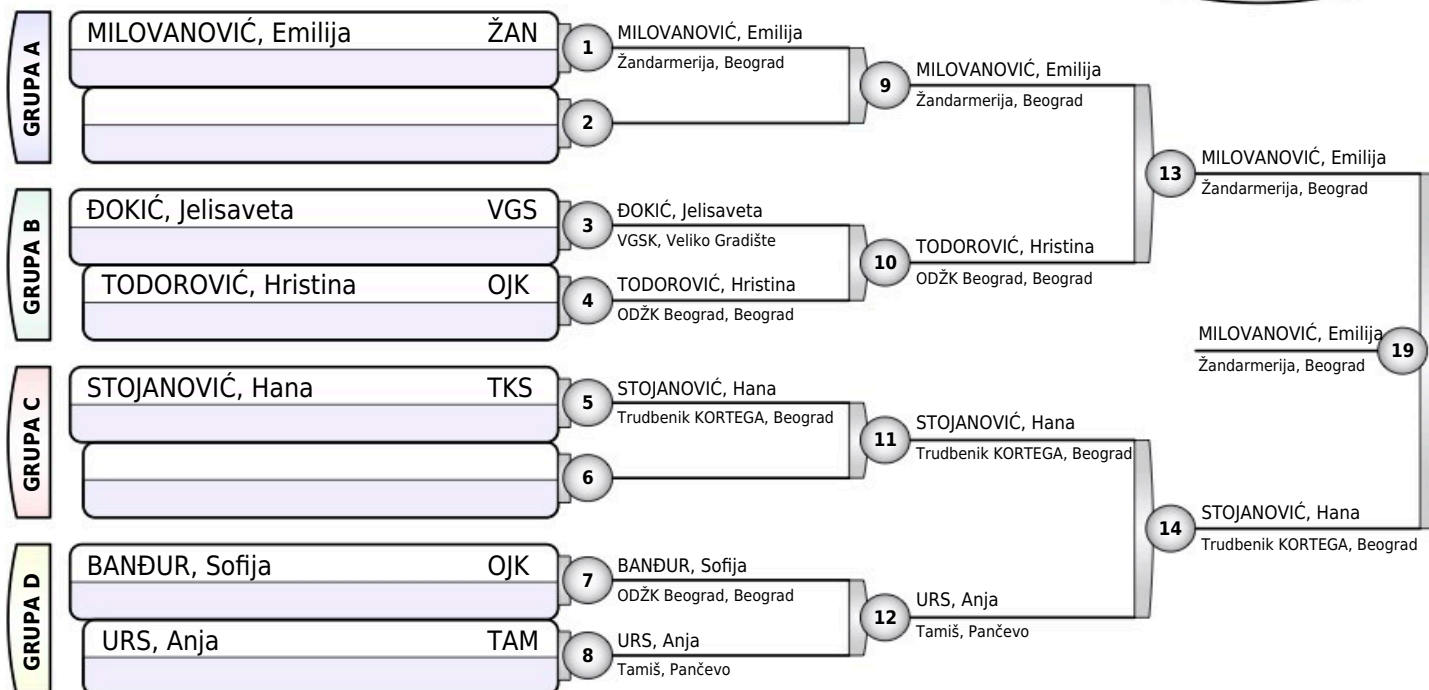 GRUPA A
MILOVANOVIĆ, Emilija ŽAN
1
MILOVANOVIĆ, Emilija
Žandarmerija, Beograd
2
9
MILOVANOVIĆ, Emilija
Žandarmerija, Beograd
GRUPA B
ĐOKIĆ, Jelisaveta VGS
TODOROVIĆ, Hristina OJK
3
ĐOKIĆ, Jelisaveta
VGSK, Veliko Gradište
4
TODOROVIĆ, Hristina
ODŽK Beograd, Beograd
10
TODOROVIĆ, Hristina
ODŽK Beograd, Beograd
13
MILOVANOVIĆ, Emilija
Žandarmerija, Beograd
GRUPA C
STOJANOVIĆ, Hana TKS
5
STOJANOVIĆ, Hana
Trudbenik KORTEGA, Beograd
6
11
STOJANOVIĆ, Hana
Trudbenik KORTEGA, Beograd
GRUPA D
BANĐUR, Sofija OJK
URS, Anja TAM
7
BANĐUR, Sofija
ODŽK Beograd, Beograd
8
URS, Anja
Tamiš, Pančevo
12
URS, Anja
Tamiš, Pančevo
14
STOJANOVIĆ, Hana
Trudbenik KORTEGA, Beograd
MILOVANOVIĆ, Emilija
Žandarmerija, Beograd
19